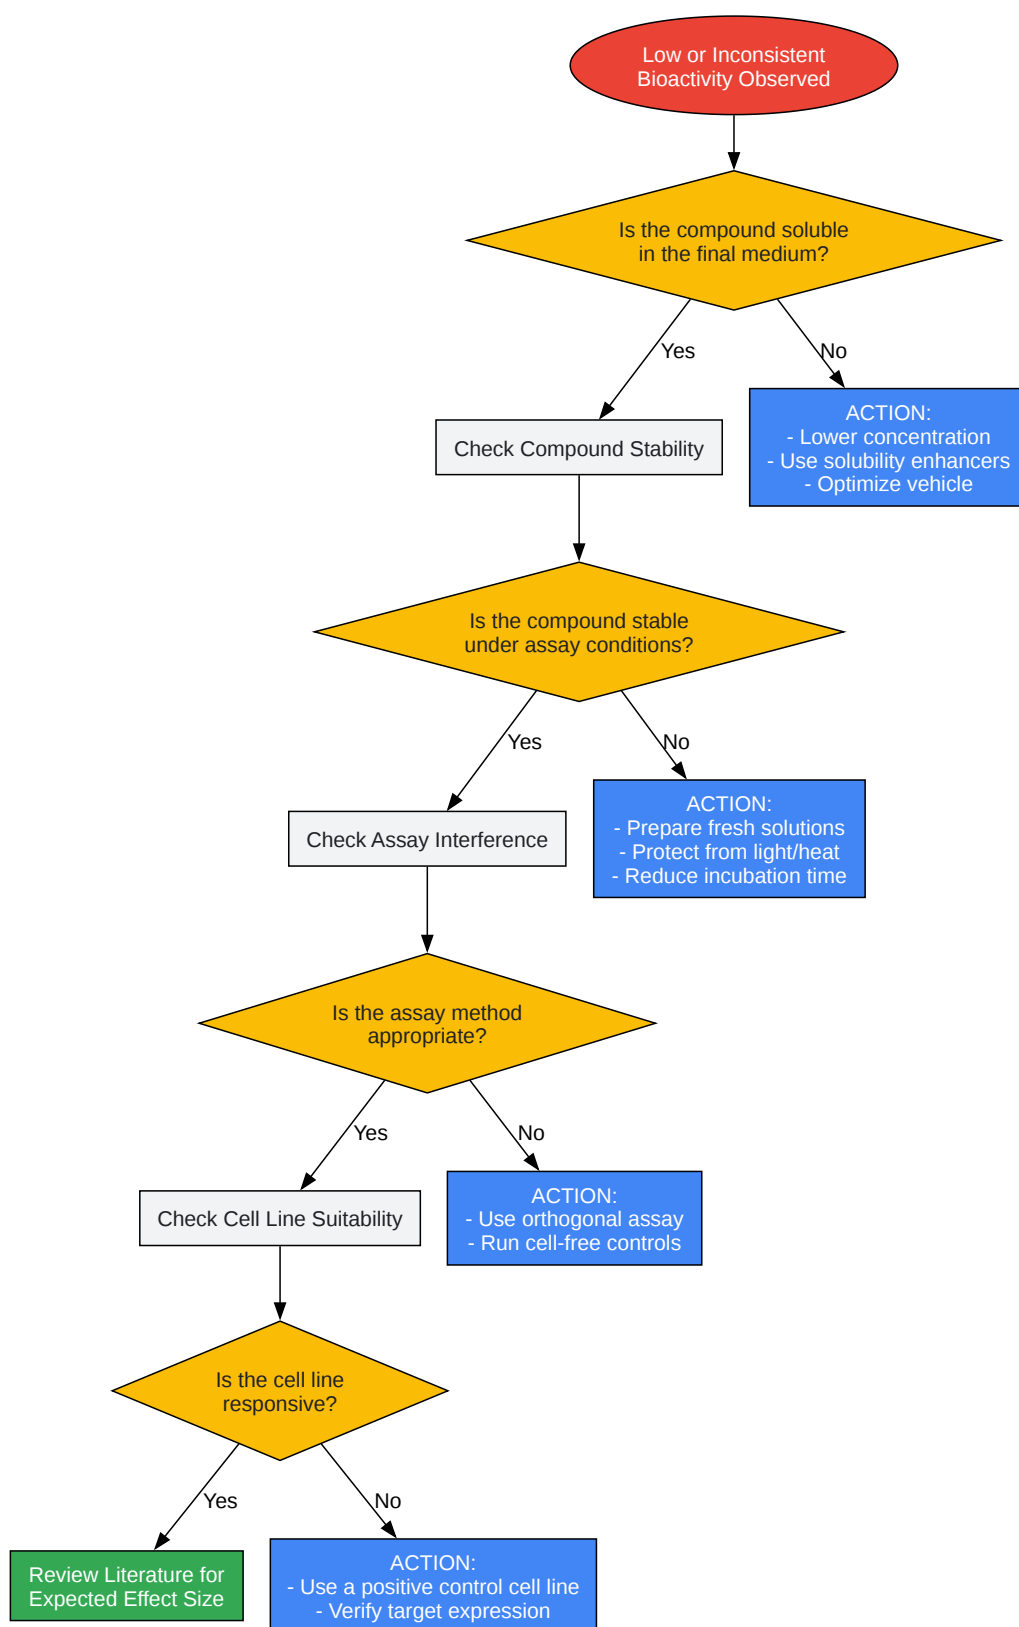 Low or Inconsistent
Bioactivity Observed
Is the compound soluble
in the final medium?
Yes
No
ACTION:
- Lower concentration
- Use solubility enhancers
- Optimize vehicle
Check Compound Stability
Is the compound stable
under assay conditions?
Yes
No
ACTION:
- Prepare fresh solutions
- Protect from light/heat
- Reduce incubation time
Check Assay Interference
Is the assay method
appropriate?
Yes
No
ACTION:
- Use orthogonal assay
- Run cell-free controls
Check Cell Line Suitability
Is the cell line
responsive?
Yes
No
ACTION:
- Use a positive control cell line
- Verify target expression
Review Literature for
Expected Effect Size